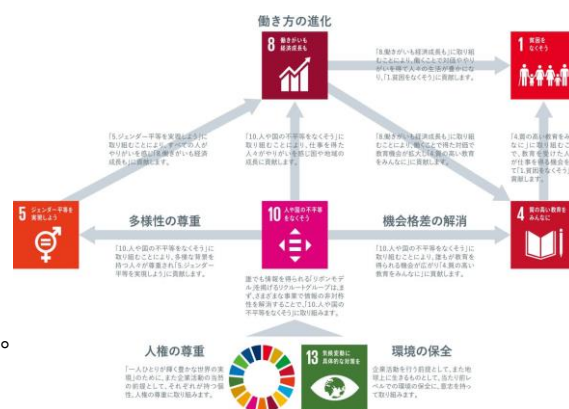 働き方の進化
8 働きがいも
経済成長も
1 貧困を
なくそう
「8.働きがいも経済成長も」に取り組
むことにより、働くことで対価ややり
がいを得て人々の生活が豊かにな
り、「1.貧困をなくそう」に貢献します。
「5.ジェンダー平等を実現しよう」に
取り組むことにより、すべての人が
やりがいを感じ「8.働きがいも経済
成長も」に貢献します。
「10.人や国の不平等をなくそう」に
取り組むことにより、仕事を得た
人々がやりがいを感じ国や地域の
成長に貢献します。
「8.働きがいも経済成長も」に取り組
むことにより、働くことで得た対価で
教育機会が拡大し「4.質の高い教育
をみんなに」に貢献します。
「4.質の高い教育をみ
んなに」に取り組むこと
で、教育を受けた人
が仕事を得る機会を
て「1.貧困をなくそう」
貢献します。
5 ジェンダー平等を
実現しよう
多様性の尊重
10 人や国の不平等
をなくそう
機会格差の解消
4 質の高い教育を
みんなに
「10.人や国の不平等をなくそう」に
取り組むことにより、多様な背景を
持つ人々が尊重され「5.ジェンダー
平等を実現しよう」に貢献します。
「10.人や国の不平等をなくそう」に
取り組むことにより、誰もが教育を
得られる機会が広がり「4.質の高い
教育をみんなに」に貢献します。
誰でも情報を得られる「リボンモデ
ル」を掲げるリクルートグループは、ま
ず、さまざまな事業で情報の非対称
性を解消することで、「10.人や国の
不平等をなくそう」に取り組みます。
。
人権の尊重
13 気候変動に
具体的な対策を
環境の保全
「一人ひとりが輝く豊かな世界の実
現」のために、また企業活動の当然
の前提として、それぞれが持つ個
性、人権の尊重に取り組みます。
企業活動を行う前提として、また地
球上に生きるものとして、当たり前レ
ベルでの環境の保全に、意志を持っ
て取り組みます。